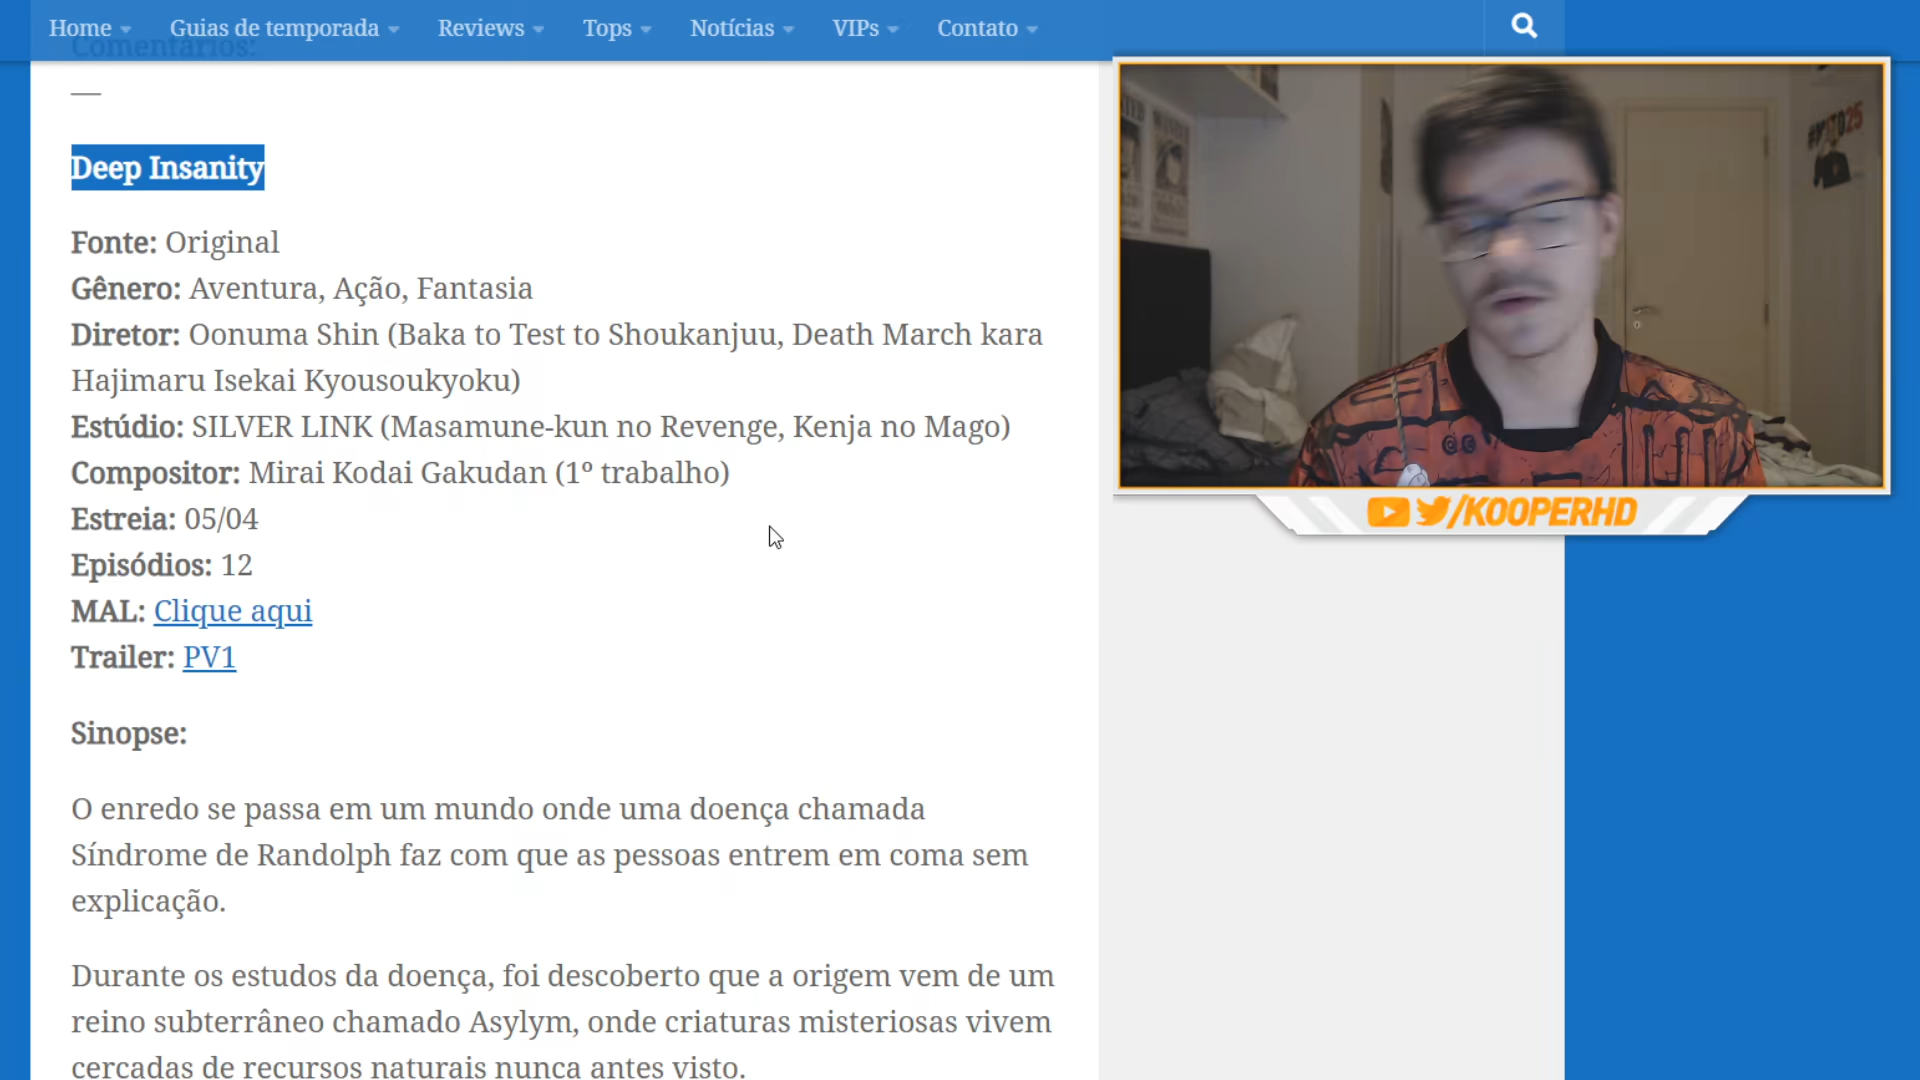 Home Guias de temporada Reviews Tops Notícias VIPs Contato
Comentários:
—
Deep Insanity
Fonte: Original
Gênero: Aventura, Ação, Fantasia
Diretor: Oonuma Shin (Baka to Test to Shoukanjuu, Death March kara
Hajimaru Isekai Kyousoukyoku)
Estúdio: SILVER LINK (Masamune-kun no Revenge, Kenja no Mago)
Compositor: Mirai Kodai Gakudan (1º trabalho)
Estreia: 05/04
Episódios: 12
MAL: Clique aqui
Trailer: PV1
Sinopse:
O enredo se passa em um mundo onde uma doença chamada
Síndrome de Randolph faz com que as pessoas entrem em coma sem
explicação.
Durante os estudos da doença, foi descoberto que a origem vem de um
reino subterrâneo chamado Asylym, onde criaturas misteriosas vivem
cercadas de recursos naturais nunca antes visto.
/KOOPERHD